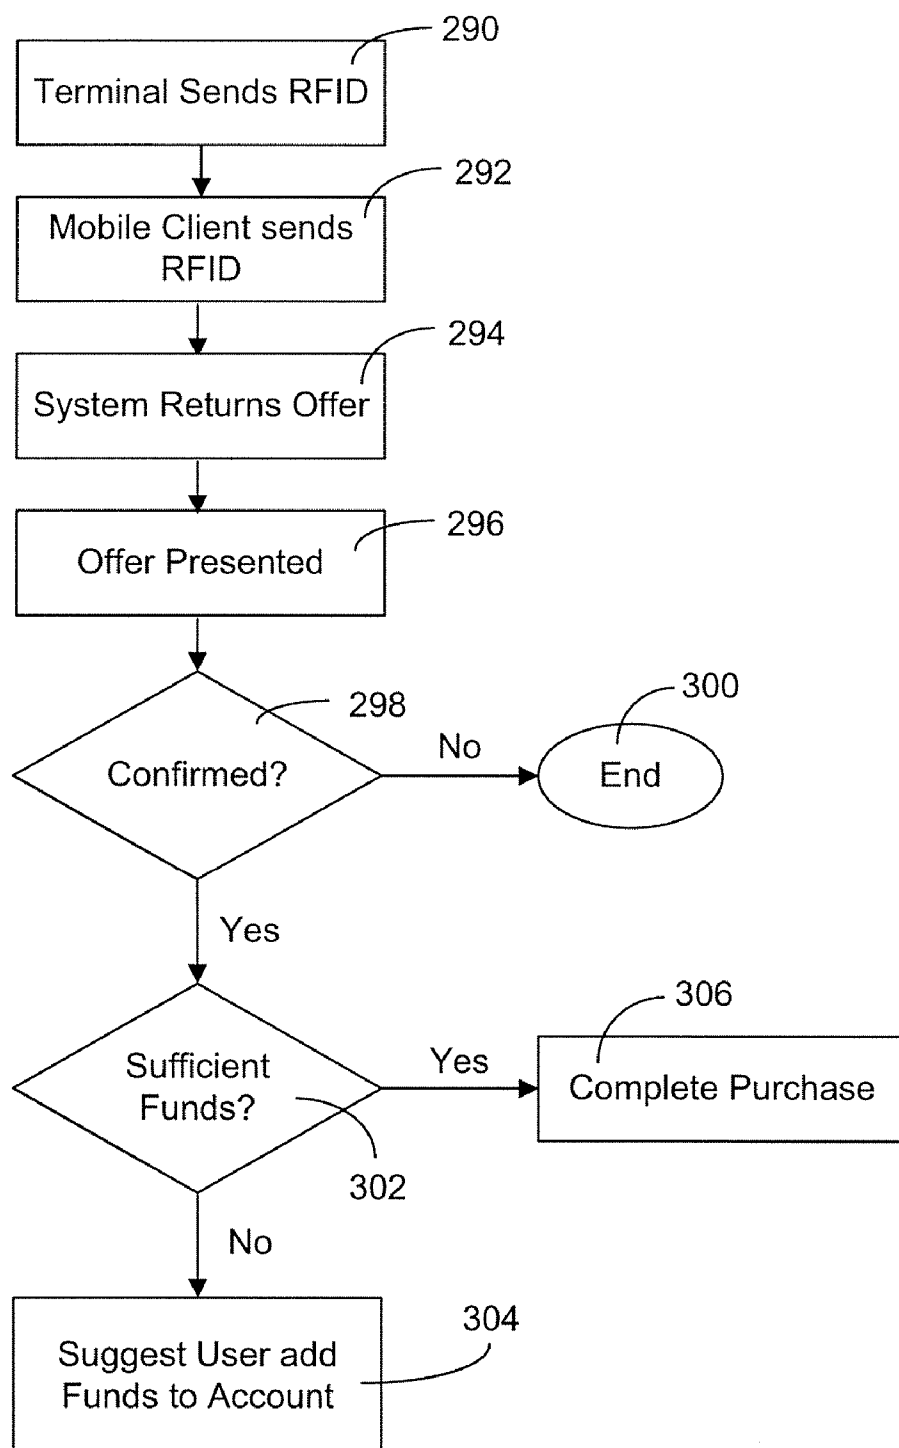 290
Terminal Sends RFID
292
Mobile Client sends
RFID
294
System Returns Offer
296
Offer Presented
298
Confirmed?
No
300
End
Yes
Sufficient
Funds?
302
Yes
306
Complete Purchase
No
304
Suggest User add
Funds to Account